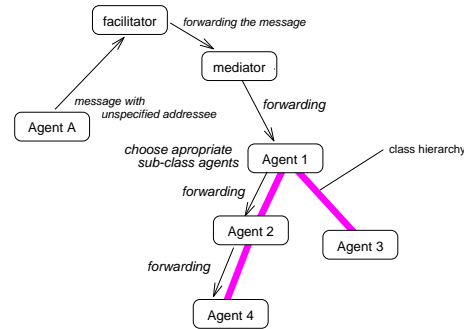 facilitator
forwarding the message
mediator
message with
unspecified addressee
Agent A
forwarding
choose apropriate
sub-class agents
Agent 1
class hierarchy
forwarding
Agent 2
Agent 3
forwarding
Agent 4